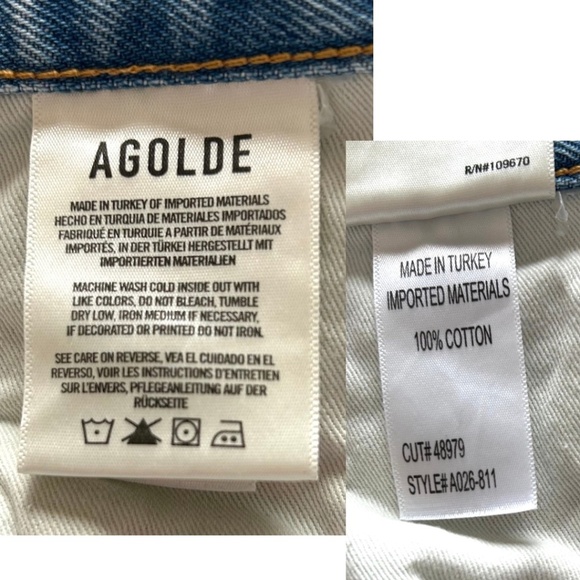 AGOLDE
MADE IN TURKEY OF IMPORTED MATERIALS
HECHO EN TURQUIA DE MATERIALES IMPORTADOS
FABRIQUÉ EN TURQUIE A PARTIR DE MATÉRIAUX
IMPORTÉS, IN DER TÜRKEI HERGESTELLT MIT
IMPORTIERTEN MATERIALIEN
MACHINE WASH COLD INSIDE OUT WITH
LIKE COLORS, DO NOT BLEACH, TUMBLE
DRY LOW, IRON MEDIUM IF NECESSARY,
IF DECORATED OR PRINTED DO NOT IRON.
SEE CARE ON REVERSE, VEA EL CUIDADO EN EL
REVERSO, VOIR LES INSTRUCTIONS D'ENTRETIEN
SUR L'ENVERS, PFLEGEANLEITUNG AUF DER
RÜCKSEITE
R/N#109670
MADE IN TURKEY
IMPORTED MATERIALS
100% COTTON
CUT# 48979
STYLE# A026-811